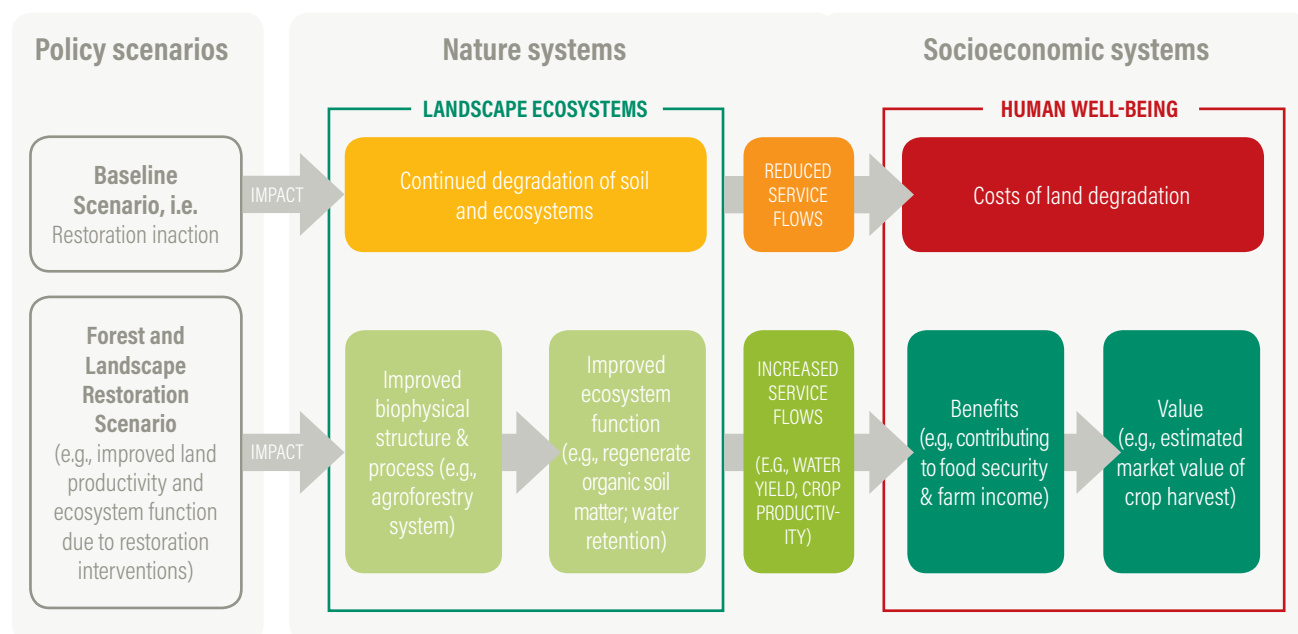 Policy scenarios
Nature systems
Socioeconomic systems
LANDSCAPE ECOSYSTEMS
HUMAN WELL-BEING
Baseline
Scenario, i.e.
Restoration inaction
IMPACT
Continued degradation of soil
and ecosystems
REDUCED
SERVICE
FLOWS
Costs of land degradation
Forest and
Landscape
Restoration
Scenario
(e.g., improved land
productivity and
ecosystem function
due to restoration
interventions)
IMPACT
Improved
biophysical
structure &
process (e.g.,
agroforestry
system)
Improved
ecosystem
function
(e.g., regenerate
organic soil
matter; water
retention)
INCREASED
SERVICE
FLOWS
(E.G., WATER
YIELD, CROP
PRODUCTIV-
ITY)
Benefits
(e.g., contributing
to food security
& farm income)
Value
(e.g., estimated
market value of
crop harvest)